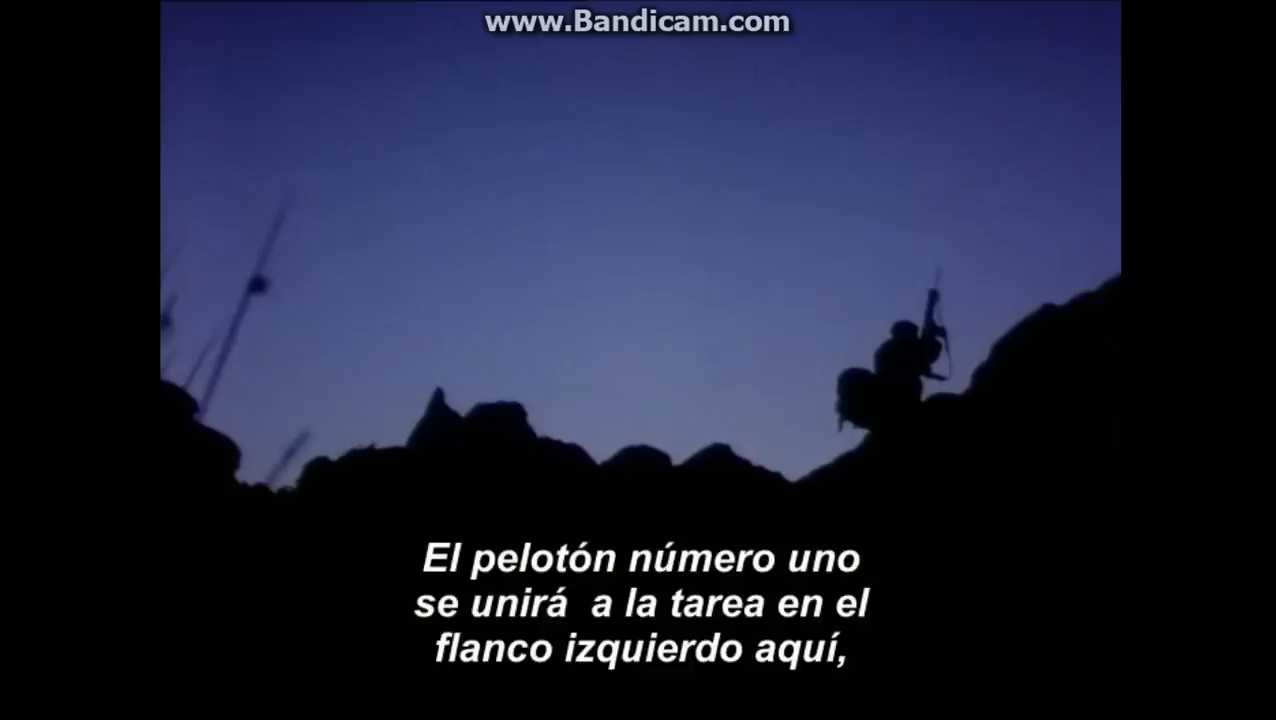 www.Bandicam.com
El pelotón número uno
se unirá  a la tarea en el
flanco izquierdo aquí,